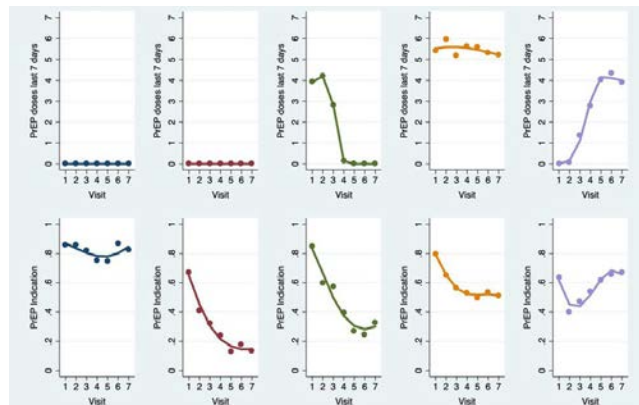 PrEP doses last 7 days
0 1 2 3 4 5 6 7
1 2 3 4 5 6 7
Visit
PrEP doses last 7 days
0 1 2 3 4 5 6 7
1 2 3 4 5 6 7
Visit
PrEP doses last 7 days
0 1 2 3 4 5 6 7
1 2 3 4 5 6 7
Visit
PrEP doses last 7 days
0 1 2 3 4 5 6 7
1 2 3 4 5 6 7
Visit
PrEP doses last 7 days
0 1 2 3 4 5 6 7
1 2 3 4 5 6 7
Visit
PrEP Indication
0 .2 .4 .6 .8 1
1 2 3 4 5 6 7
Visit
PrEP Indication
0 .2 .4 .6 .8 1
1 2 3 4 5 6 7
Visit
PrEP Indication
0 .2 .4 .6 .8 1
1 2 3 4 5 6 7
Visit
PrEP Indication
0 .2 .4 .6 .8 1
1 2 3 4 5 6 7
Visit
PrEP Indication
0 .2 .4 .6 .8 1
1 2 3 4 5 6 7
Visit